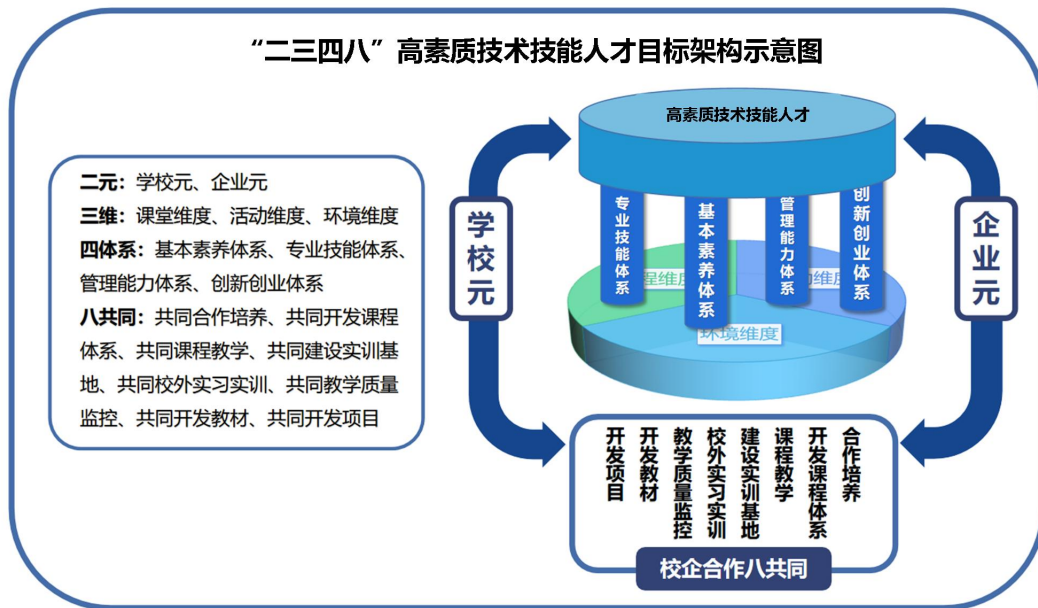 “二三四八”高素质技术技能人才目标架构示意图
二元：学校元、企业元
三维：课堂维度、活动维度、环境维度
四体系：基本素养体系、专业技能体系、
管理能力体系、创新创业体系
八共同：共同合作培养、共同开发课程
体系、共同课程教学、共同建设实训基
地、共同校外实习实训、共同教学质量
监控、共同开发教材、共同开发项目
学校元
高素质技术技能人才
专业技能体系
基本素养体系
管理能力体系
创新创业体系
程维度
动维度
环境维度
企业元
开发项目
开发教材
教学质量监控
校外实习实训
建设实训基地
课程教学
开发课程体系
合作培养
校企合作八共同